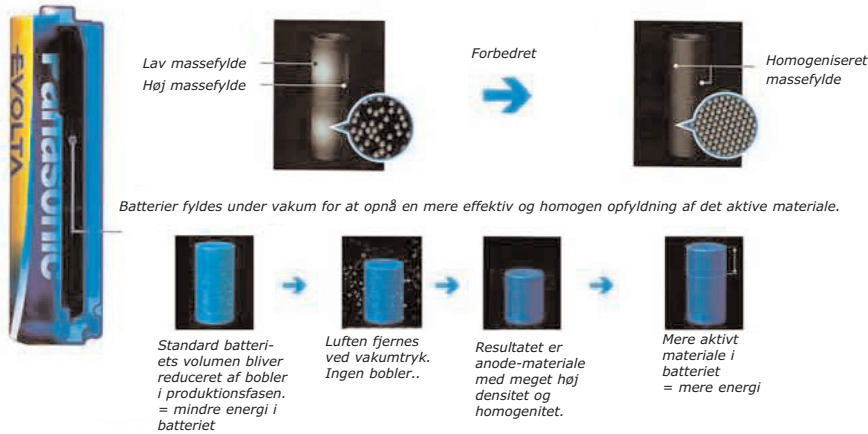 EVOLTA
Panasonic
Lav massefylde
Høj massefylde
Forbedret
Homogeniseret
massefylde
Batterier fyldes under vakum for at opnå en mere effektiv og homogen opfyldning af det aktive materiale.
Standard batteri-
ets volumen bliver
reduceret af bobler
i produktionsfasen.
= mindre energi i
batteriet
Luften fjernes
ved vakumtryk.
Ingen bobler..
Resultatet er
anode-materiale
med meget høj
densitet og
homogenitet.
Mere aktivt
materiale i
batteriet
= mere energi